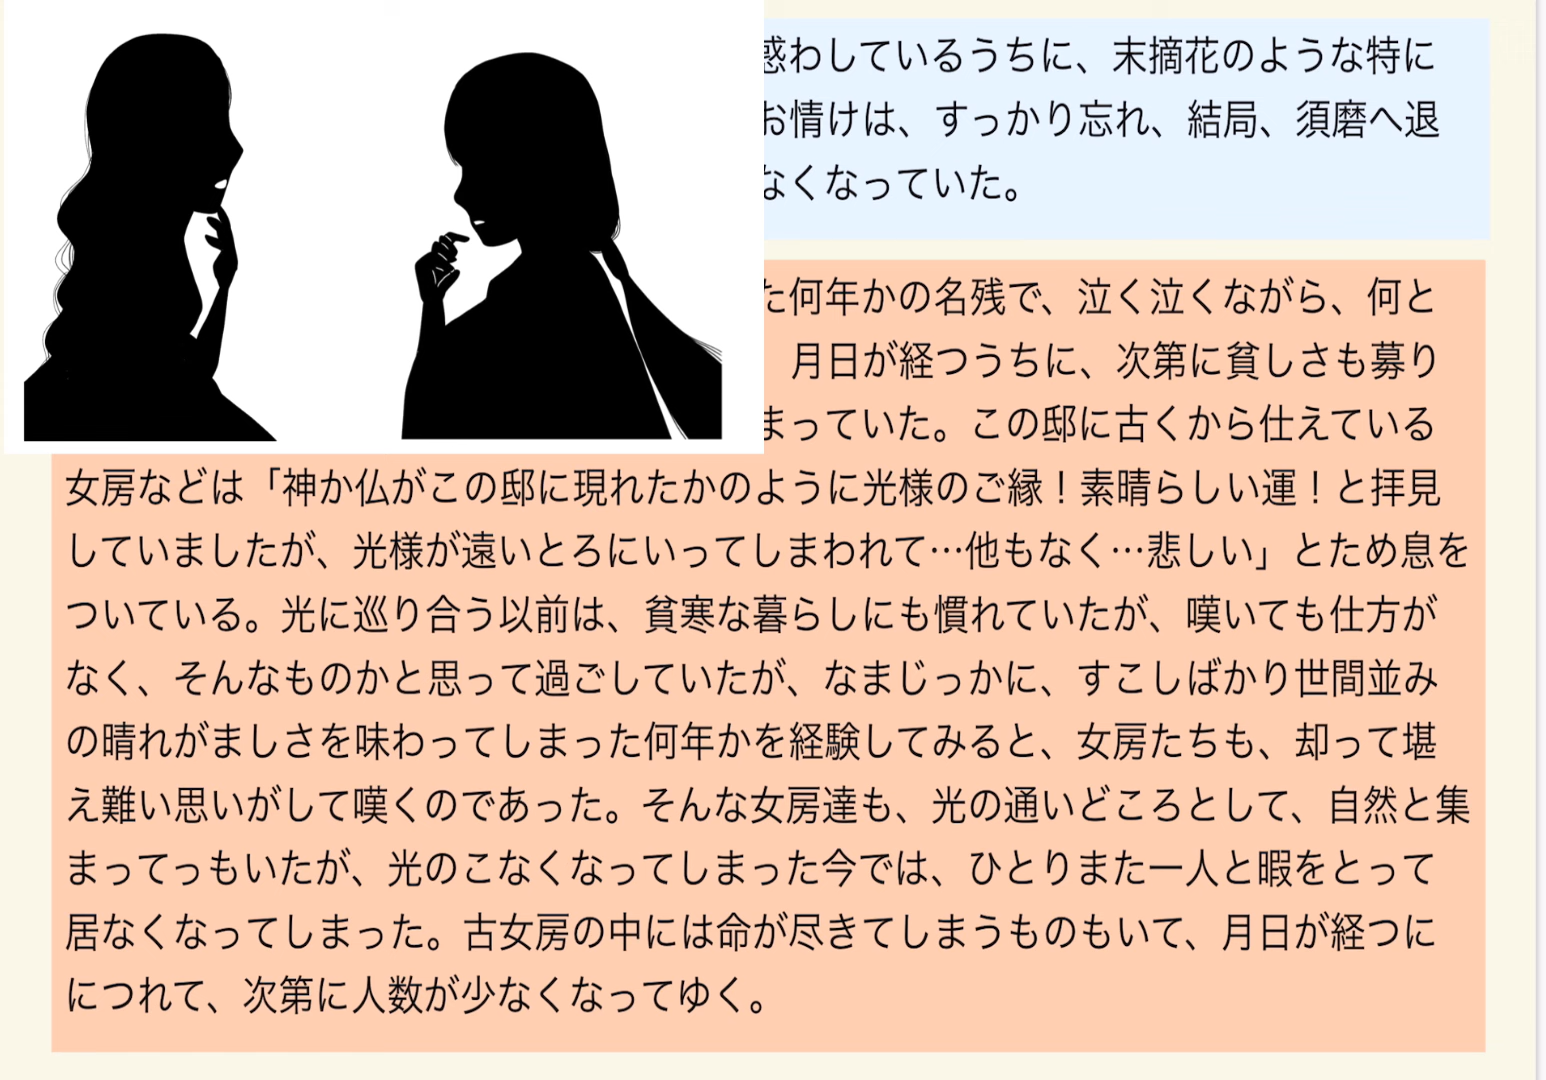 惑わしているうちに、末摘花のような特に
お情けは、すっかり忘れ、結局、須磨へ退
なくなっていた。
た何年かの名残で、泣く泣くながら、何と
月日が経つうちに、次第に貧しさも募り
まっていた。この邸に古くから仕えている
女房などは「神か仏がこの邸に現れたかのように光様のご縁！素晴らしい運！と拝見
していましたが、光様が遠いとろにいってしまわれて…他もなく…悲しい」とため息を
ついている。光に巡り合う以前は、貧寒な暮らしにも慣れていたが、嘆いても仕方が
なく、そんなものかと思って過ごしていたが、なまじっかに、すこしばかり世間並み
の晴れがましさを味わってしまった何年かを経験してみると、女房たちも、却って堪
え難い思いがして嘆くのであった。そんな女房達も、光の通いどころとして、自然と集
まってっもいたが、光のこなくなってしまった今では、ひとりまた一人と暇をとって
居なくなってしまった。古女房の中には命が尽きてしまうものもいて、月日が経つに
につれて、次第に人数が少なくなってゆく。